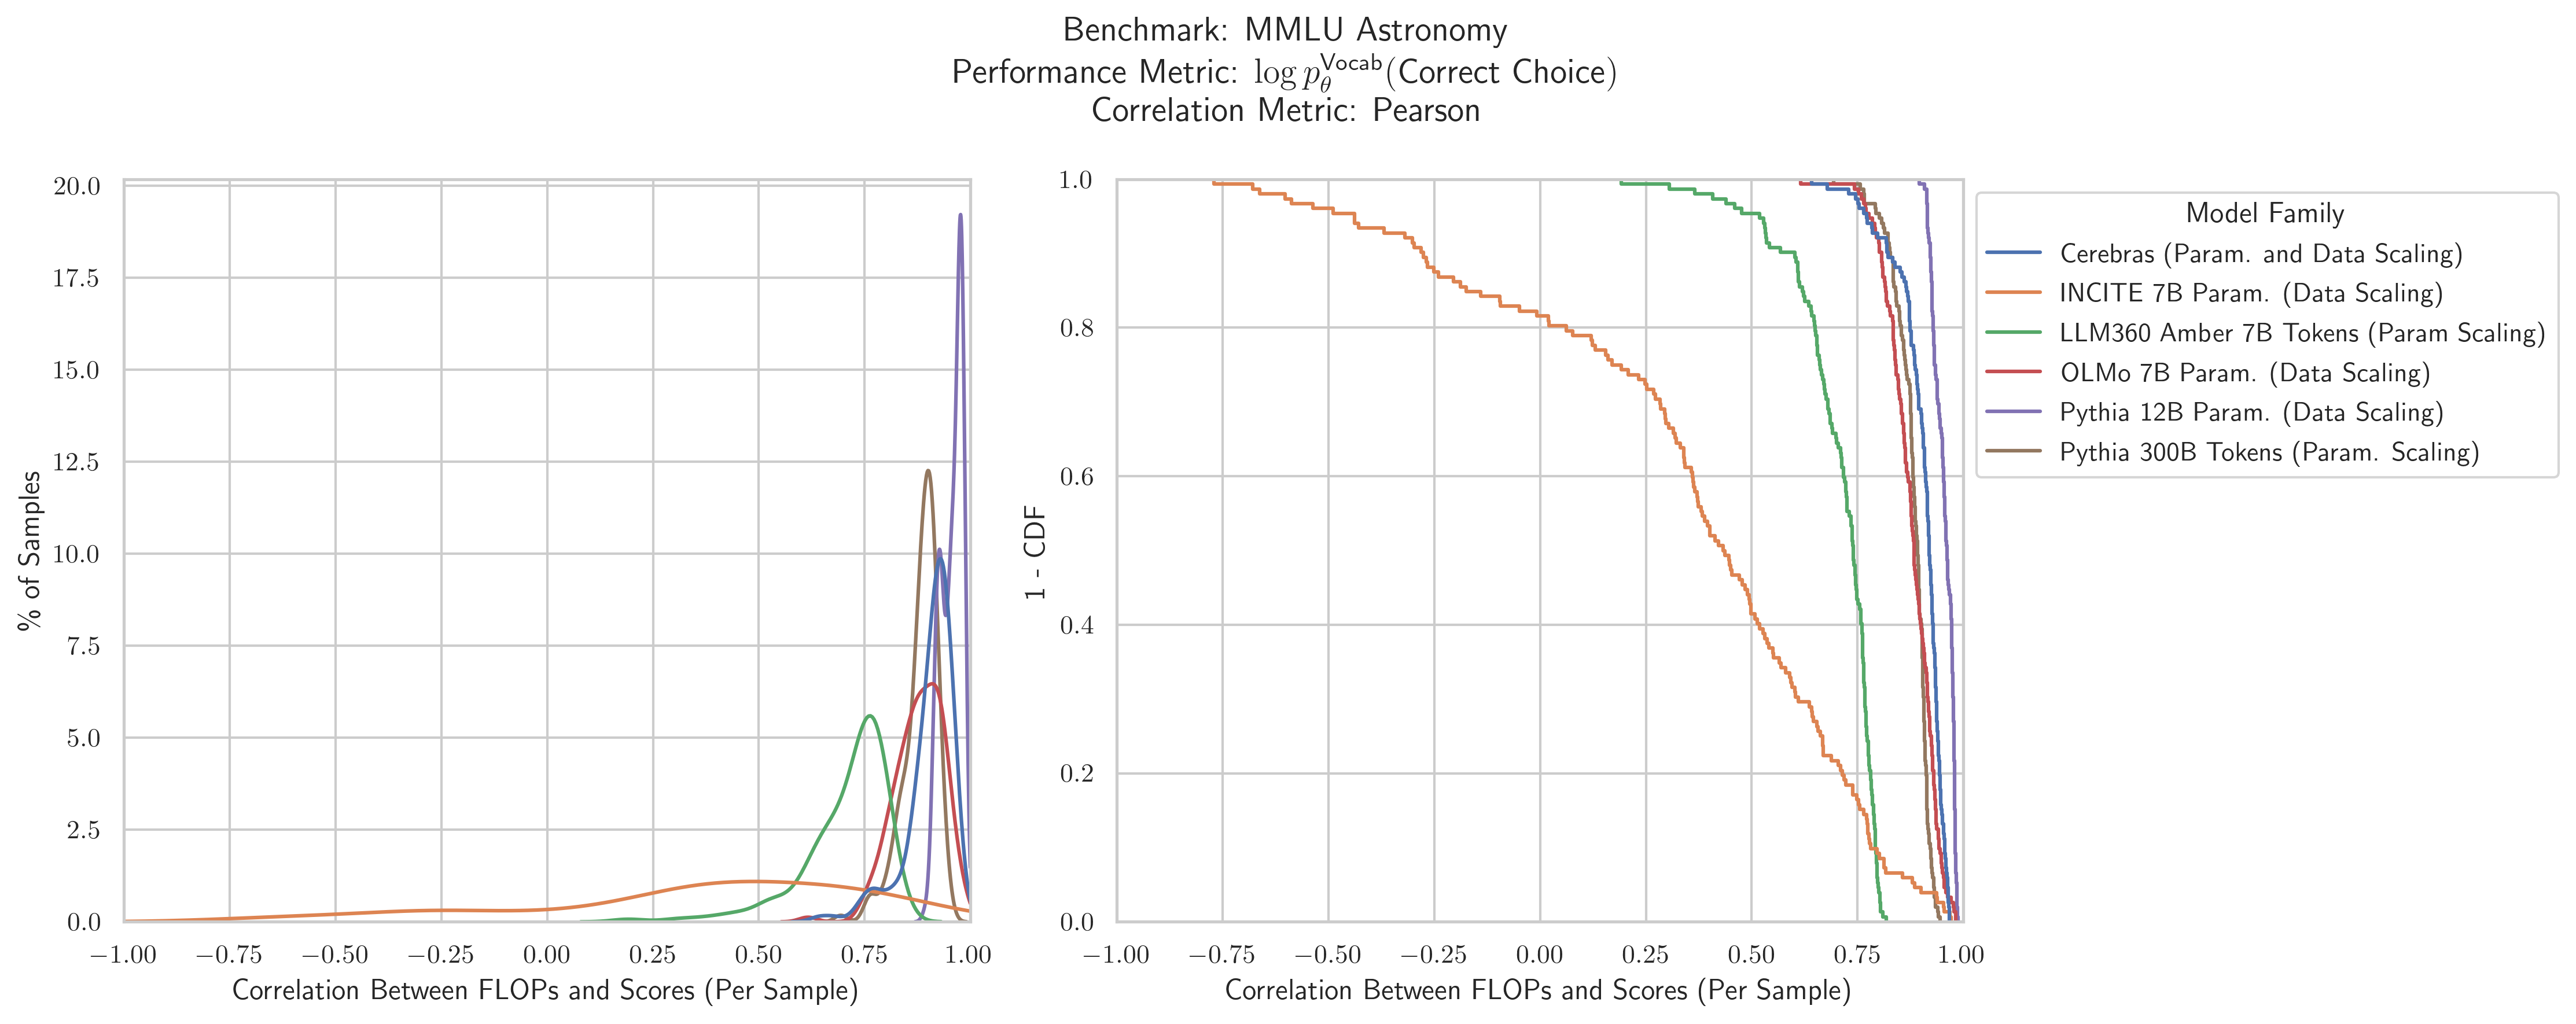 Benchmark: MMLU Astronomy
Performance Metric: log p_θ^Vocab(Correct Choice)
Correlation Metric: Pearson
% of Samples
20.0
17.5
15.0
12.5
10.0
7.5
5.0
2.5
0.0
−1.00 −0.75 −0.50 −0.25 0.00 0.25 0.50 0.75 1.00
Correlation Between FLOPs and Scores (Per Sample)
1 - CDF
1.0
0.8
0.6
0.4
0.2
0.0
−1.00 −0.75 −0.50 −0.25 0.00 0.25 0.50 0.75 1.00
Correlation Between FLOPs and Scores (Per Sample)
Model Family
Cerebras (Param. and Data Scaling)
INCITE 7B Param. (Data Scaling)
LLM360 Amber 7B Tokens (Param Scaling)
OLMo 7B Param. (Data Scaling)
Pythia 12B Param. (Data Scaling)
Pythia 300B Tokens (Param. Scaling)